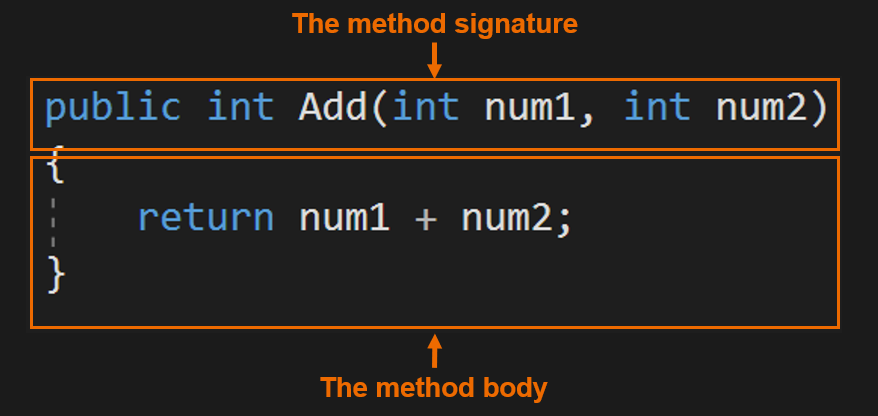 The method signature
public int Add(int num1, int num2)
{
return num1 + num2;
}
The method body